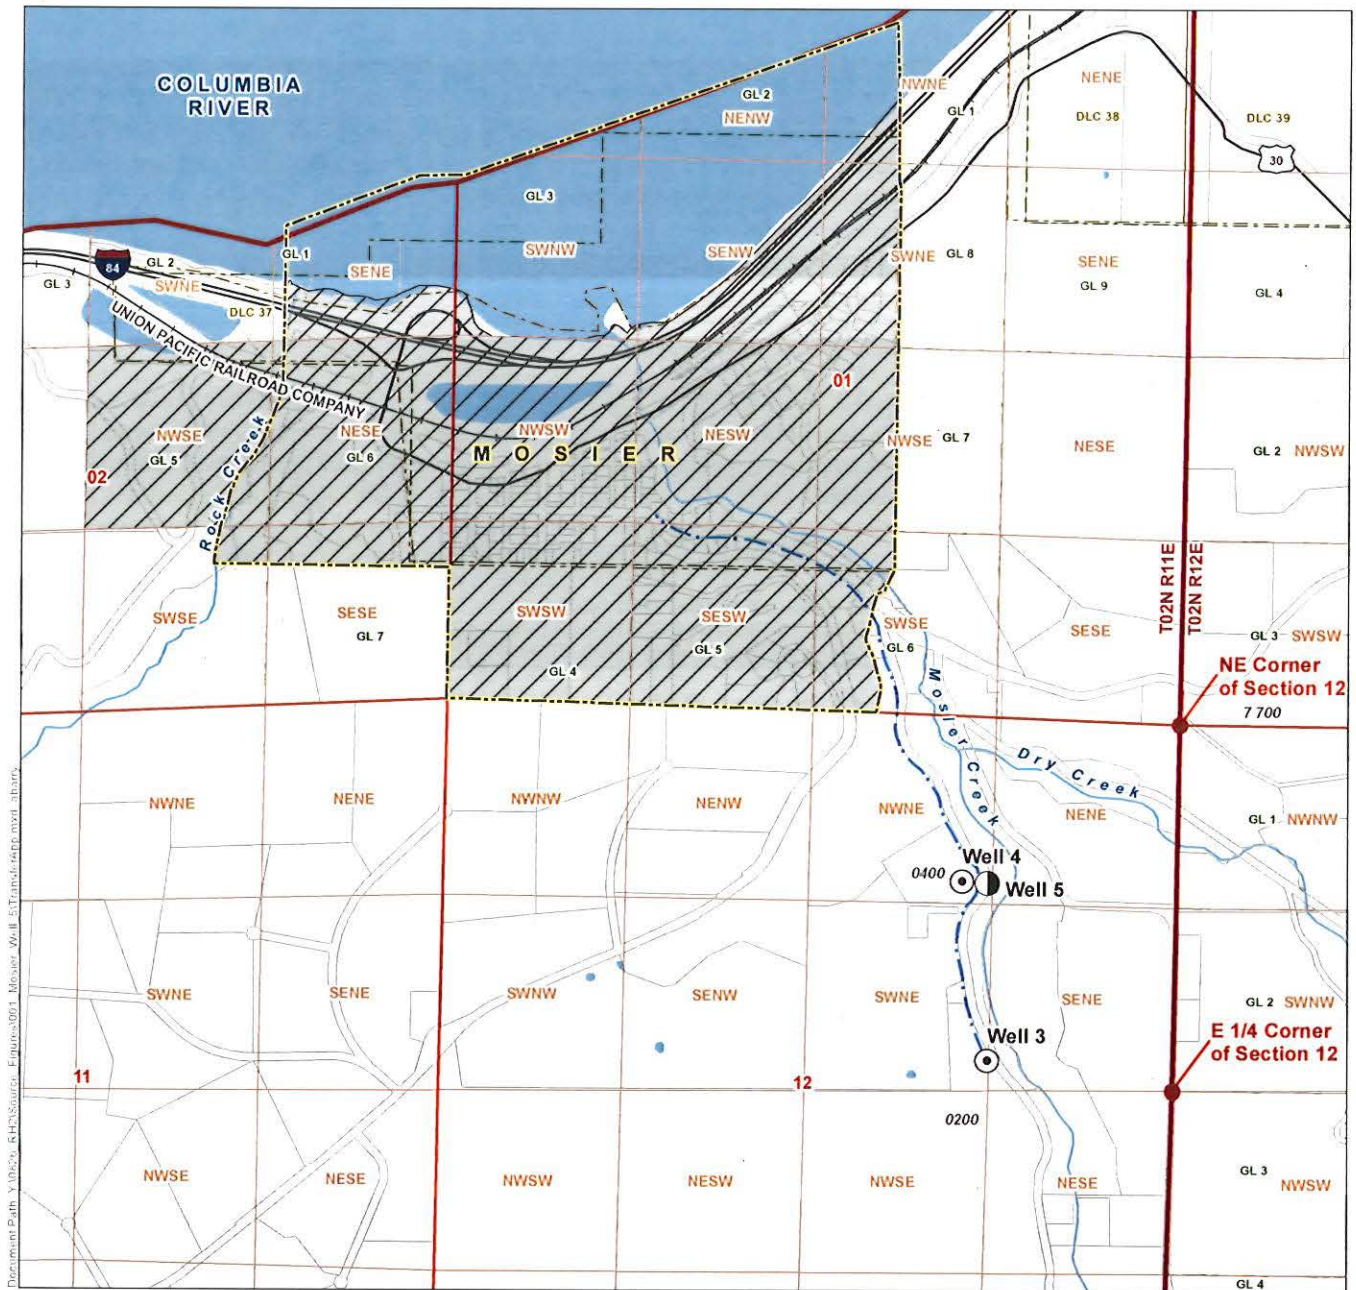 COLUMBIA
RIVER
GL 2
NENW
NWNE
GL 1
NENE
DLC 38
DLC 39
30
GL 3
SWNW
SENW
SWNE
GL 8
SENE
GL 9
GL 4
GL 1
SENE
GL 2
84
SWNE
GL 3
DLC 37
UNION PACIFIC RAILROAD COMPANY
01
NWSE
GL 5
NESE
GL 6
NWSW
NESW
NWSE
GL 7
NESE
GL 2
NWSW
MOSIER
02
Rock Creek
SWSE
SESE
GL 7
SWSW
GL 4
SESW
GL 5
SWSE
GL 6
SESE
T02N R11E
T02N R12E
GL 3
SWSW
NE Corner
of Section 12
7 700
Mosier Creek
Dry Creek
NWNE
NENE
NWNW
NENW
NWNE
NENE
GL 1
NWNW
Well 4
0400
Well 5
SWNE
SENE
SWNW
SENW
SWNE
SENE
GL 2
SWNW
Well 3
E 1/4 Corner
of Section 12
11
12
0200
NWSE
NESE
NWSW
NESW
NWSE
NESE
GL 3
NWSW
GL 4